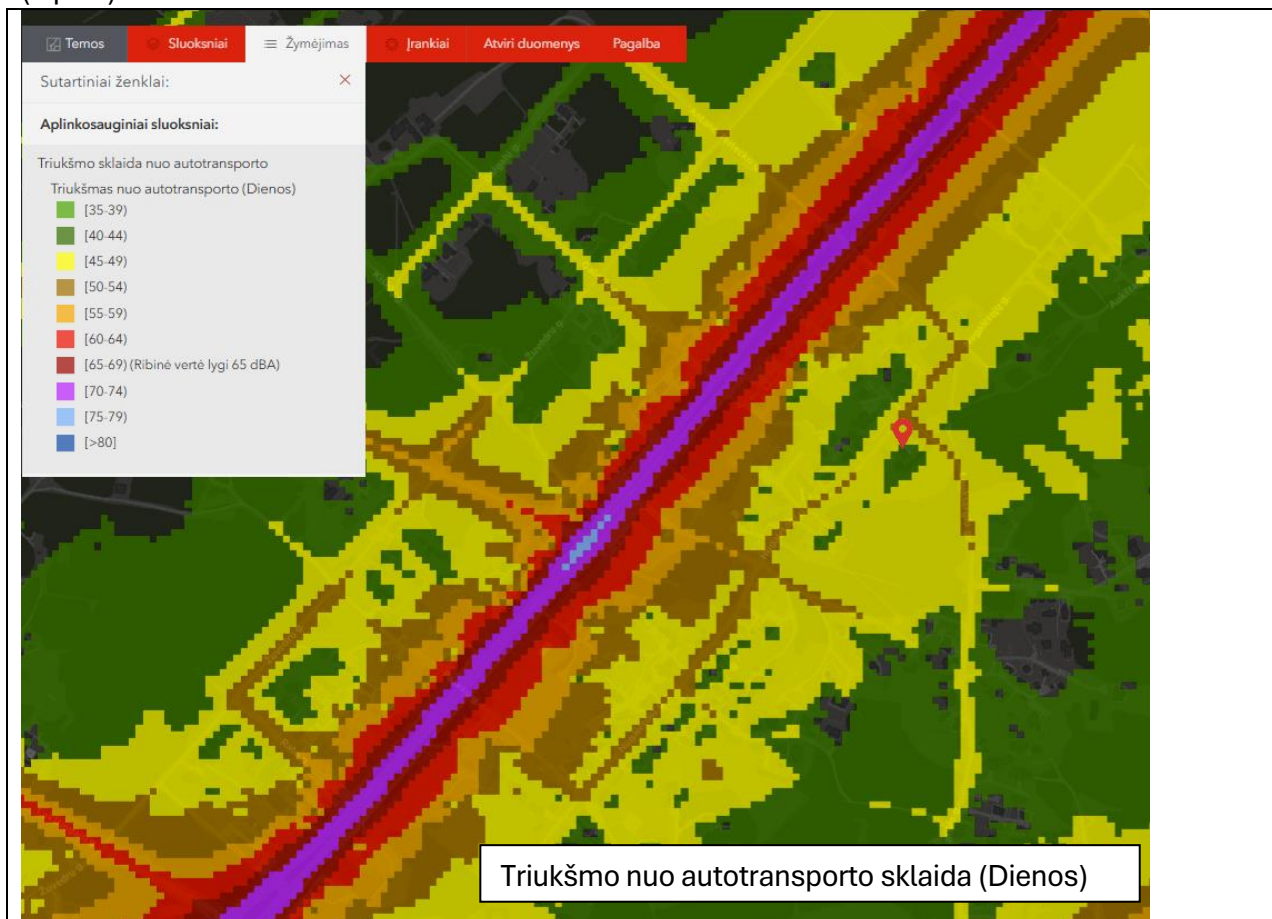 Temos Sluoksniai Žymėjimas Įrankiai Atviri duomenys Pagalba
Sutartiniai ženklai:
Aplinkosauginiai sluoksniai:
Triukšmo sklaida nuo autotransporto
Triukšmas nuo autotransporto (Dienos)
[35-39)
[40-44)
[45-49)
[50-54)
[55-59)
[60-64)
[65-69) (Ribinė vertė lygi 65 dBA)
[70-74)
[75-79)
[>80]
Triukšmo nuo autotransporto sklaida (Dienos)